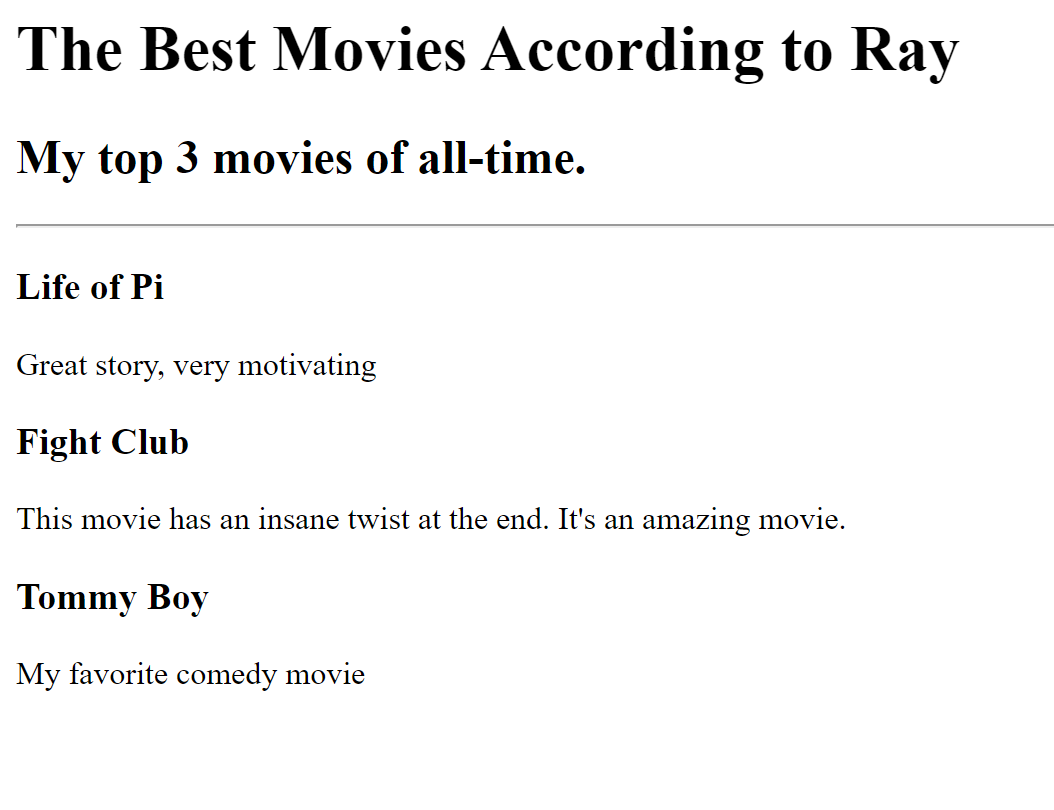 The Best Movies According to Ray
My top 3 movies of all-time.
Life of Pi
Great story, very motivating
Fight Club
This movie has an insane twist at the end. It's an amazing movie.
Tommy Boy
My favorite comedy movie